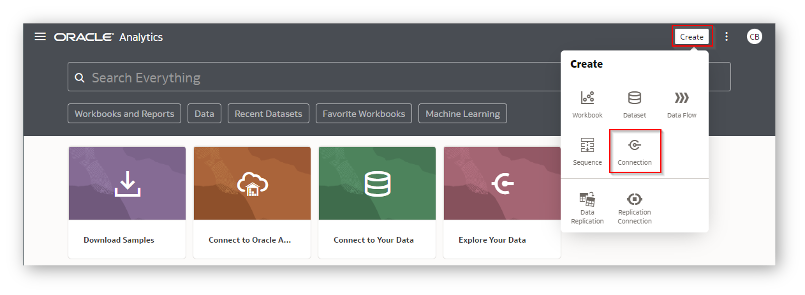 ORACLE Analytics
Create
CB
Search Everything
Workbooks and Reports
Data
Recent Datasets
Favorite Workbooks
Machine Learning
Create
Workbook
Dataset
Data Flow
Sequence
Connection
Data
Replication
Replication
Connection
Download Samples
Connect to Oracle A...
Connect to Your Data
Explore Your Data